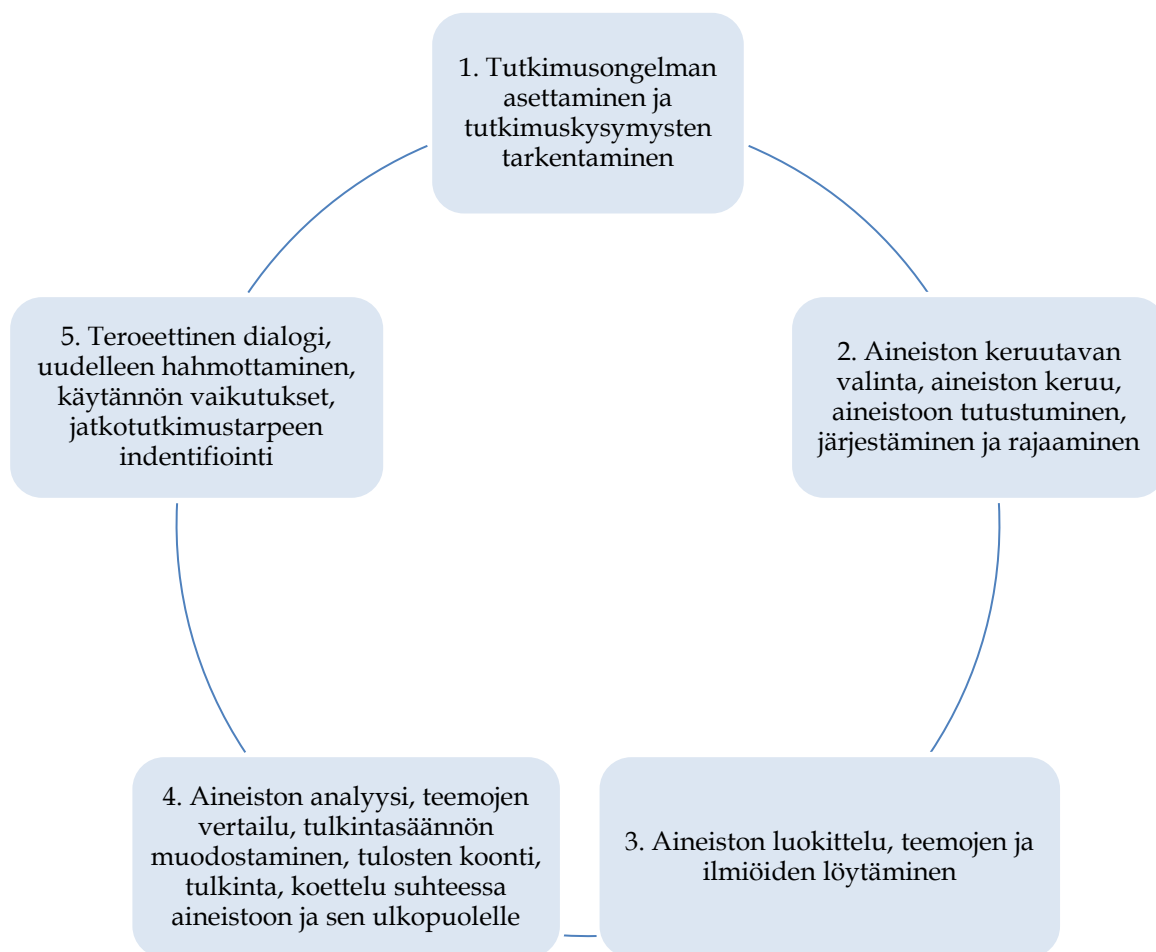 1. Tutkimusongelman
asettaminen ja
tutkimuskysymysten
tarkentaminen
2. Aineiston keruutavan
valinta, aineiston keruu,
aineistoon tutustuminen,
järjestäminen ja rajaaminen
3. Aineiston luokittelu, teemojen ja
ilmiöiden löytäminen
4. Aineiston analyysi, teemojen
vertailu, tulkintasäännön
muodostaminen, tulosten koonti,
tulkinta, koettelu suhteessa
aineistoon ja sen ulkopuolelle
5. Teroeettinen dialogi,
uudelleen hahmottaminen,
käytännön vaikutukset,
jatkotutkimustarpeen
indentifiointi